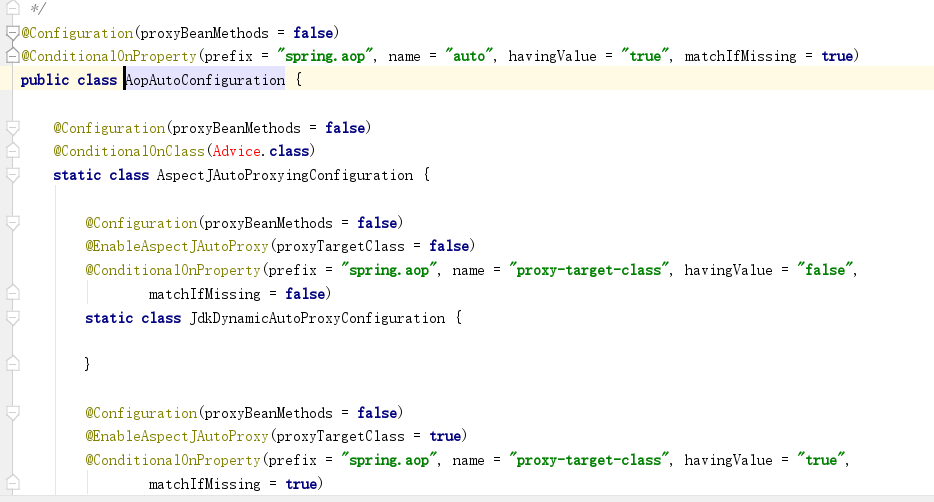 */
@Configuration(proxyBeanMethods = false)
@ConditionalOnProperty(prefix = "spring.aop", name = "auto", havingValue = "true", matchIfMissing = true)
public class AopAutoConfiguration {
@Configuration(proxyBeanMethods = false)
@ConditionalOnClass(Advice.class)
static class AspectJAutoProxyingConfiguration {
@Configuration(proxyBeanMethods = false)
@EnableAspectJAutoProxy(proxyTargetClass = false)
@ConditionalOnProperty(prefix = "spring.aop", name = "proxy-target-class", havingValue = "false",
matchIfMissing = false)
static class JdkDynamicAutoProxyConfiguration {
}
@Configuration(proxyBeanMethods = false)
@EnableAspectJAutoProxy(proxyTargetClass = true)
@ConditionalOnProperty(prefix = "spring.aop", name = "proxy-target-class", havingValue = "true",
matchIfMissing = true)